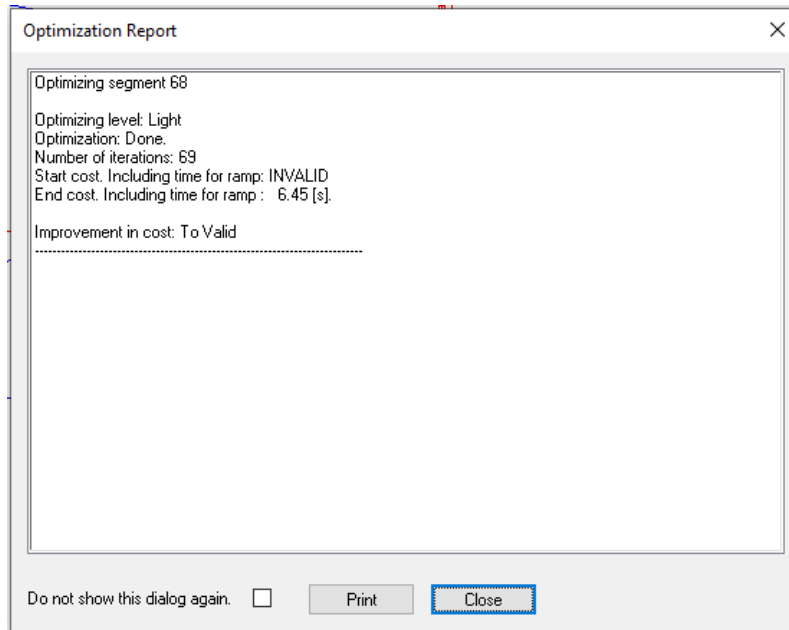 Optimization Report
Optimizing segment 68
Optimizing level: Light
Optimization: Done.
Number of iterations: 69
Start cost. Including time for ramp: INVALID
End cost. Including time for ramp :   6.45 [s].
Improvement in cost: To Valid
--------------------------------------------------------------------------------
Do not show this dialog again.
Print
Close